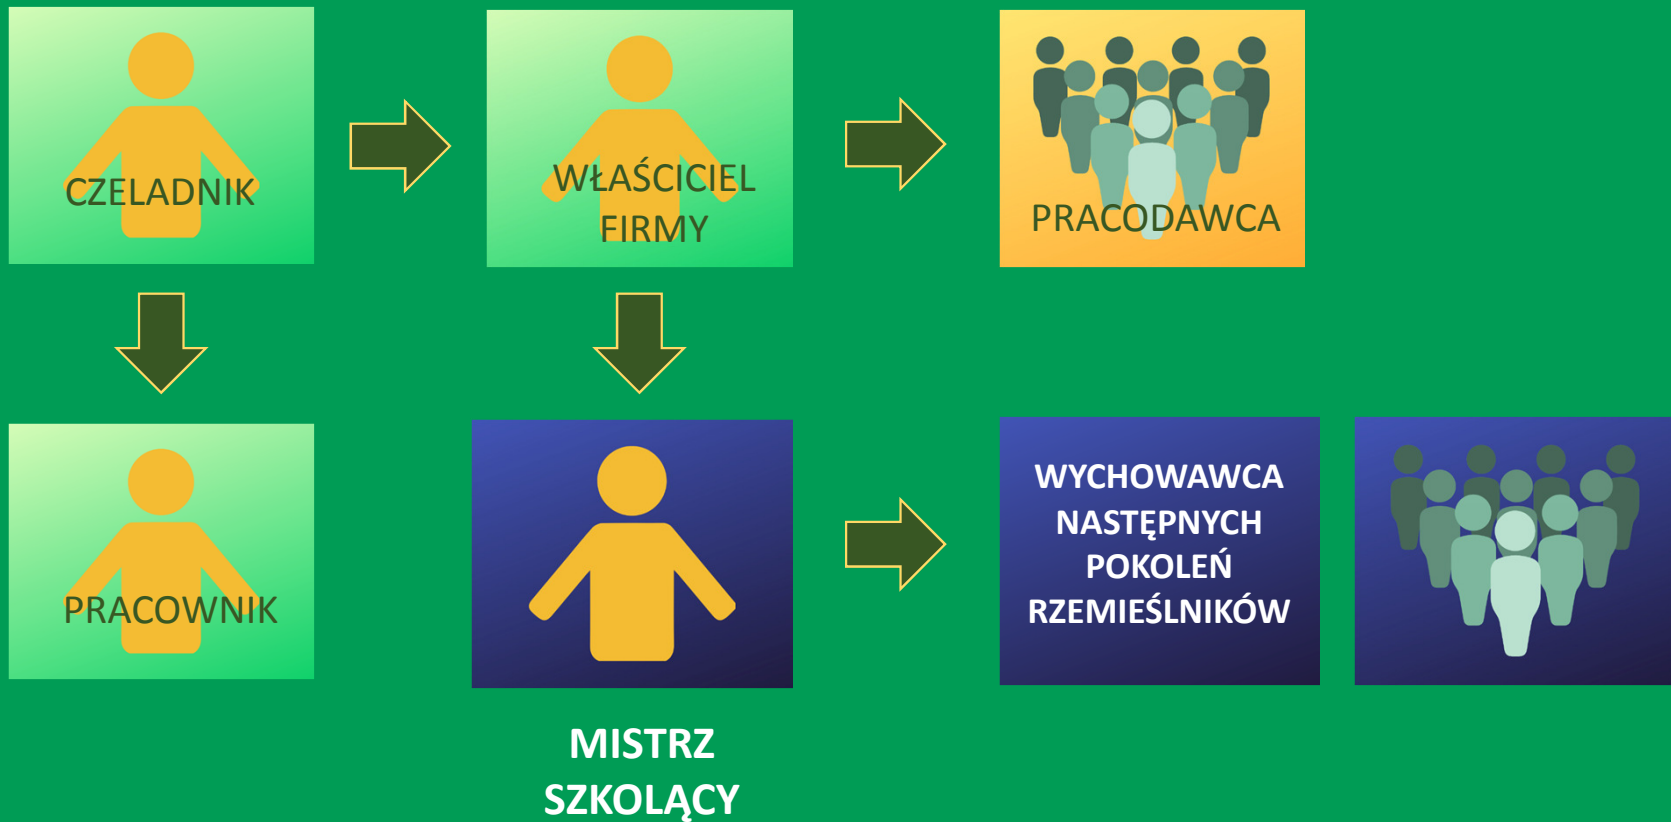 CZELADNIK
WŁAŚCICIEL
FIRMY
PRACODAWCA
PRACOWNIK
MISTRZ
SZKOLĄCY
WYCHOWAWCA
NASTĘPNYCH
POKOLEŃ
RZEMIEŚLNIKÓW